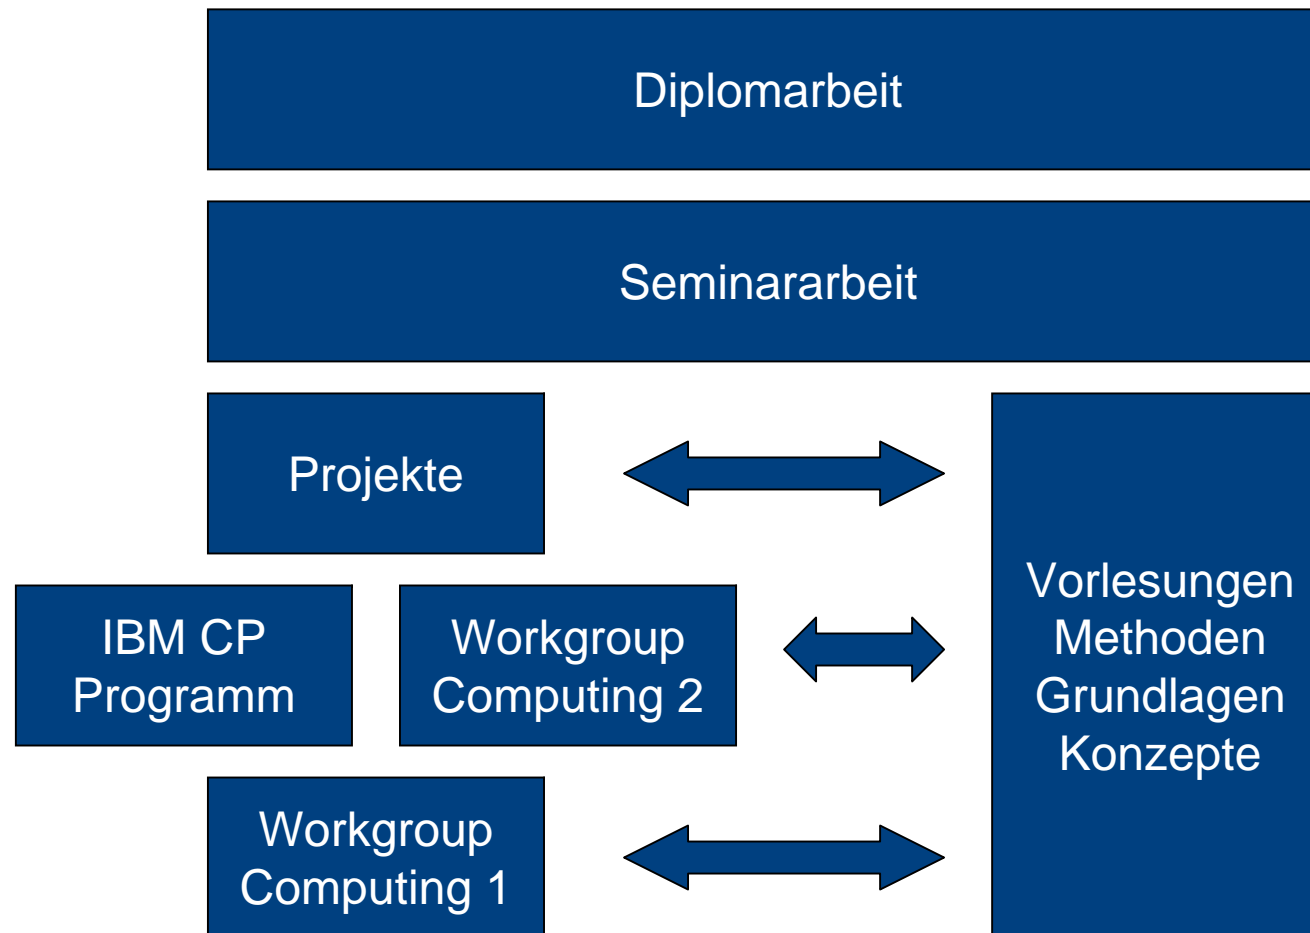 Diplomarbeit
Seminararbeit
Projekte
IBM CP
Programm
Workgroup
Computing 2
Workgroup
Computing 1
Vorlesungen
Methoden
Grundlagen
Konzepte